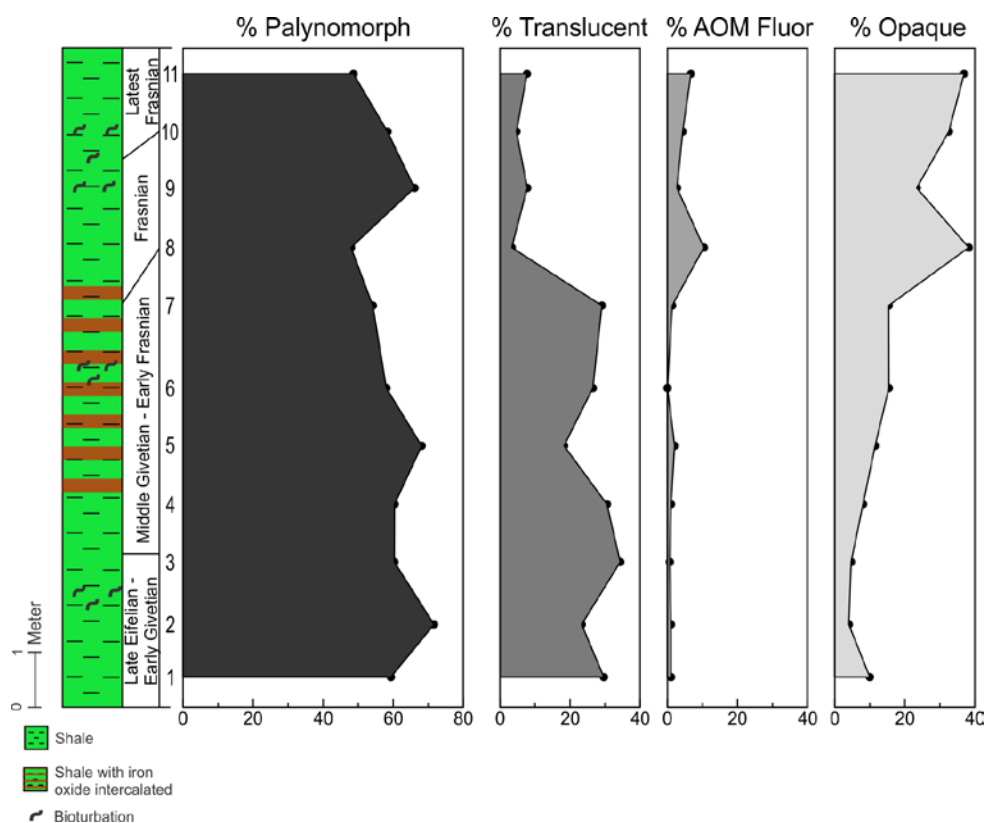 % Palynomorph % Translucent % AOM Fluor % Opaque
Latest
Frasnian
Frasnian
Middle Givetian - Early Frasnian
Late Eifelian -
Early Givetian
11
10
9
8
7
6
5
4
3
2
1
1
Meter
0
0 20 40 60 80 0 20 40 0 20 40 0 20 40
Shale
Shale with iron
oxide intercalated
Bioturbation